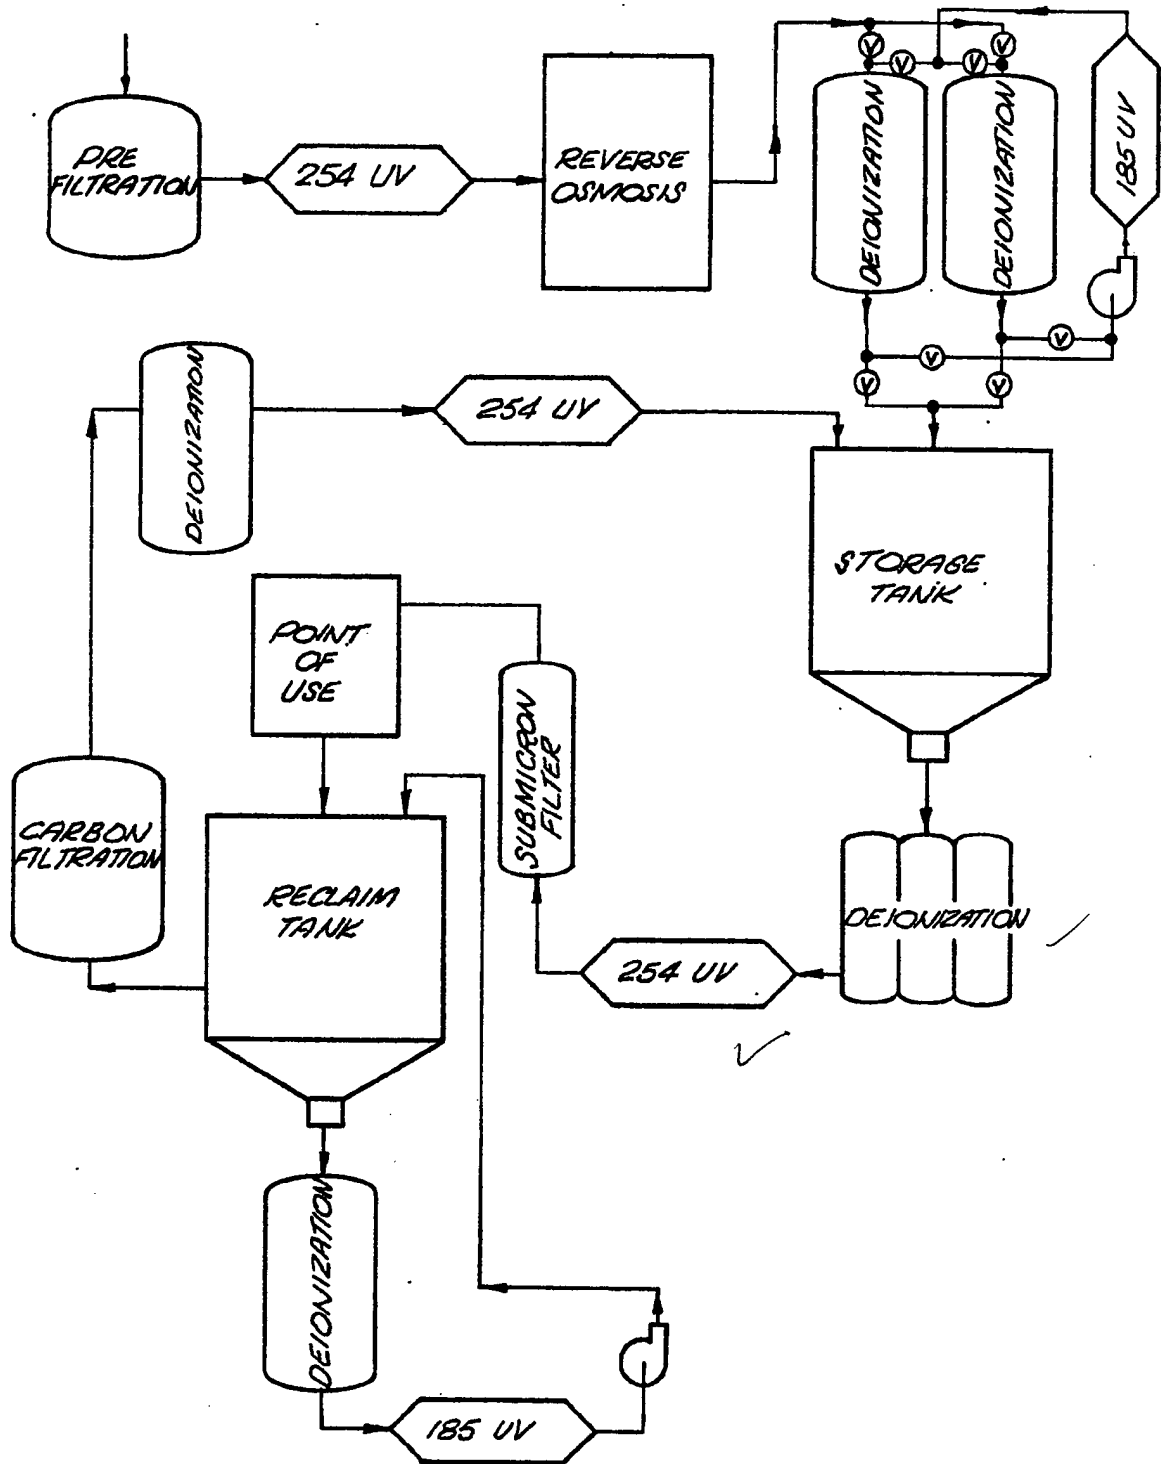 PRE
FILTRATION
254 UV
REVERSE
OSMOSIS
V
V
V
V
DEIONIZATION
DEIONIZATION
185 UV
V
V
V
V
DEIONIZATION
254 UV
STORAGE
TANK
POINT
OF
USE
SUBMICRON
FILTER
CARBON
FILTRATION
RECLAIM
TANK
DEIONIZATION
254 UV
DEIONIZATION
185 UV